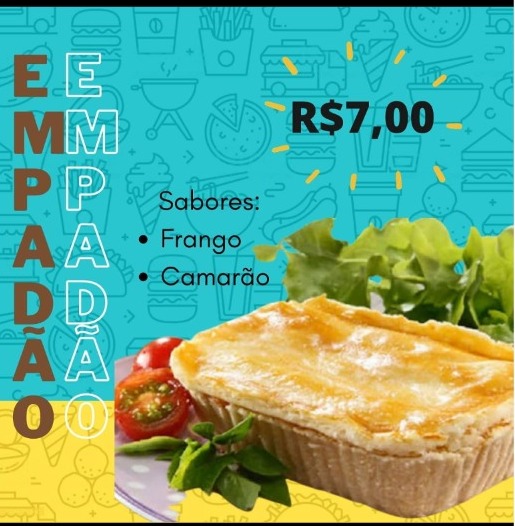 EMPADÃO
EMPADÃO
R$7,00
Sabores:
• Frango
• Camarão